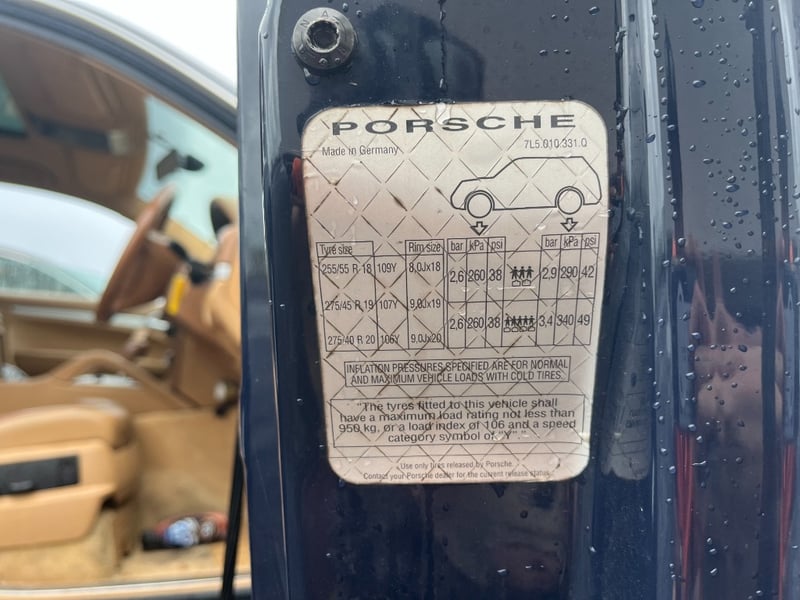 PORSCHE
Made in Germany 7L5.010.331.Q
Tyre size Rim size bar kPa psi bar kPa psi
255/55 R 18 109Y 8,0Jx18 2,6 260 38 2,9 290 42
275/45 R 19 107Y 9,0Jx19
2,6 260 38 3,4 340 49
275/40 R 20 106Y 9.0Jx20
INFLATION PRESSURES SPECIFIED ARE FOR NORMAL
AND MAXIMUM VEHICLE LOADS WITH COLD TIRES.
"The tyres fitted to this vehicle shall
have a maximum load rating not less than
950 kg, or a load index of 106 and a speed
category symbol of "Y"."
Use only tires released by Porsche.
Contact your Porsche dealer for the current release status.